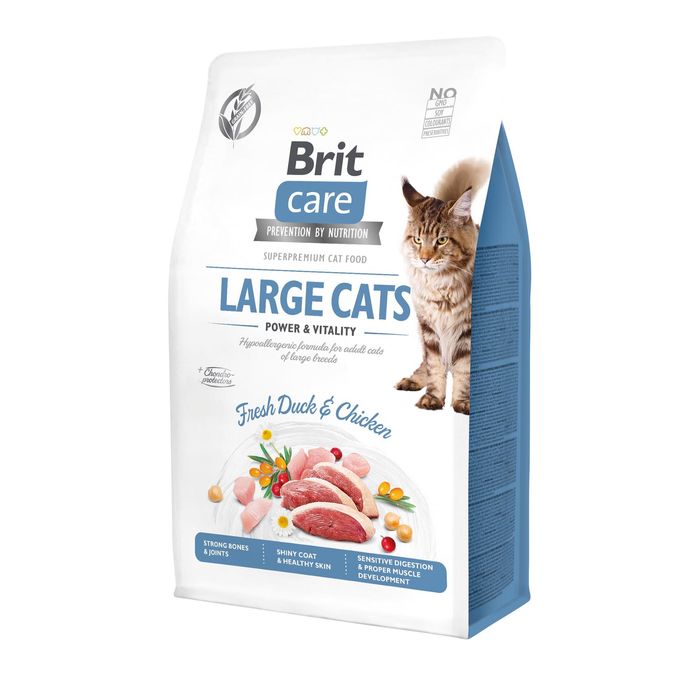 GRAIN-FREE
NO
GMO
SOY
COLOURANTS
PRESERVATIVES
Brit
care
PREVENTION BY NUTRITION
SUPERPREMIUM CAT FOOD
LARGE CATS
POWER & VITALITY
Hypoallergenic formula for adult cats
of large breeds
+ Chondro-
protectors
Fresh Duck & Chicken
STRONG BONES
& JOINTS
SHINY COAT
& HEALTHY SKIN
SENSITIVE DIGESTION
& PROPER MUSCLE
DEVELOPMENT